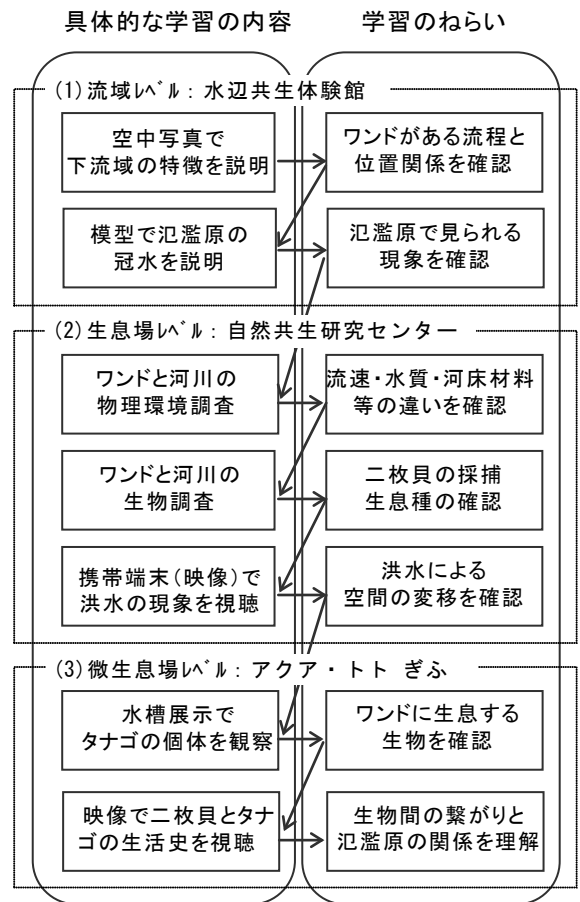 具体的な学習の内容
学習のねらい
(1)流域ﾚﾍﾞﾙ：水辺共生体験館
空中写真で
下流域の特徴を説明
ワンドがある流程と
位置関係を確認
模型で氾濫原の
冠水を説明
氾濫原で見られる
現象を確認
(2)生息場ﾚﾍﾞﾙ：自然共生研究センター
ワンドと河川の
物理環境調査
流速・水質・河床材料
等の違いを確認
ワンドと河川の
生物調査
二枚貝の採捕
生息種の確認
携帯端末(映像)で
洪水の現象を視聴
洪水による
空間の変移を確認
(3)微生息場ﾚﾍﾞﾙ：アクア・トト ぎふ
水槽展示で
タナゴの個体を観察
ワンドに生息する
生物を確認
映像で二枚貝とタナ
ゴの生活史を視聴
生物間の繋がりと
氾濫原の関係を理解